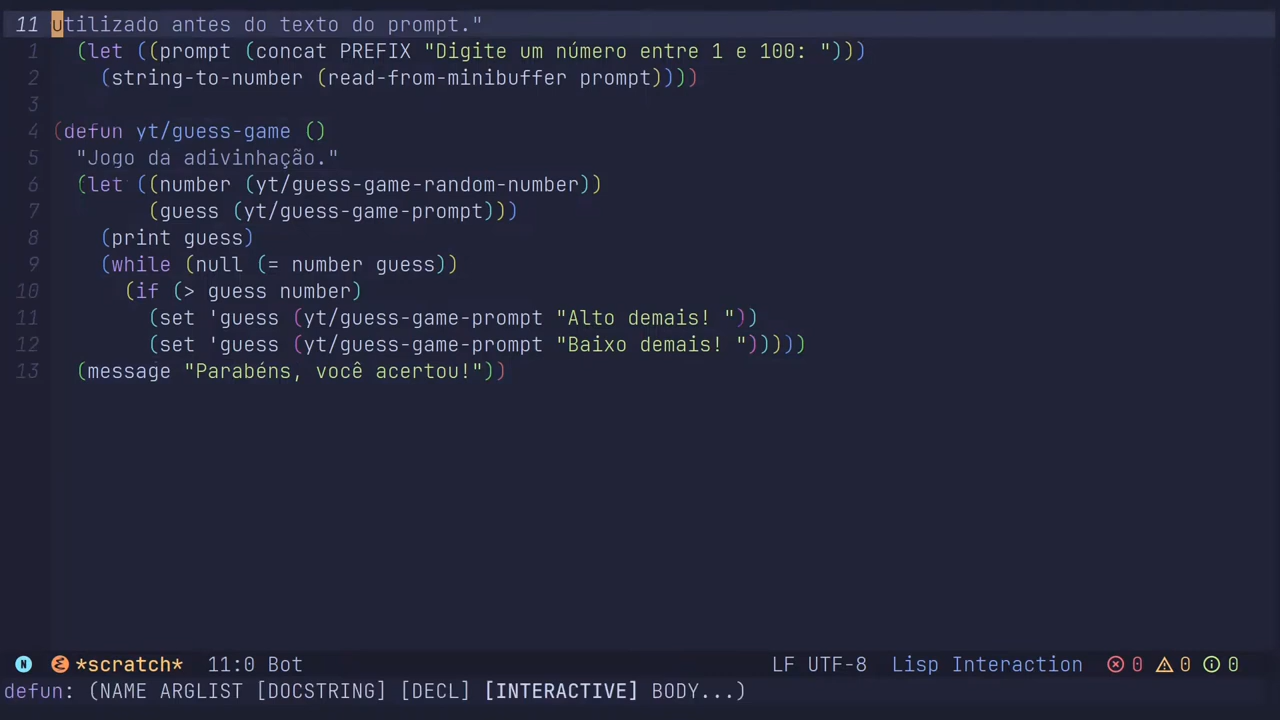 11 utilizado antes do texto do prompt."
1 (let ((prompt (concat PREFIX "Digite um número entre 1 e 100: ")))
2 (string-to-number (read-from-minibuffer prompt))))
3
4 (defun yt/guess-game ()
5 "Jogo da adivinhação."
6 (let ((number (yt/guess-game-random-number))
7 (guess (yt/guess-game-prompt)))
8 (print guess)
9 (while (null (= number guess))
10 (if (> guess number)
11 (set 'guess (yt/guess-game-prompt "Alto demais! "))
12 (set 'guess (yt/guess-game-prompt "Baixo demais! ")))))
13 (message "Parabéns, você acertou!"))
N *scratch* 11:0 Bot LF UTF-8 Lisp Interaction 0 0 0
defun: (NAME ARGLIST [DOCSTRING] [DECL] [INTERACTIVE] BODY...)